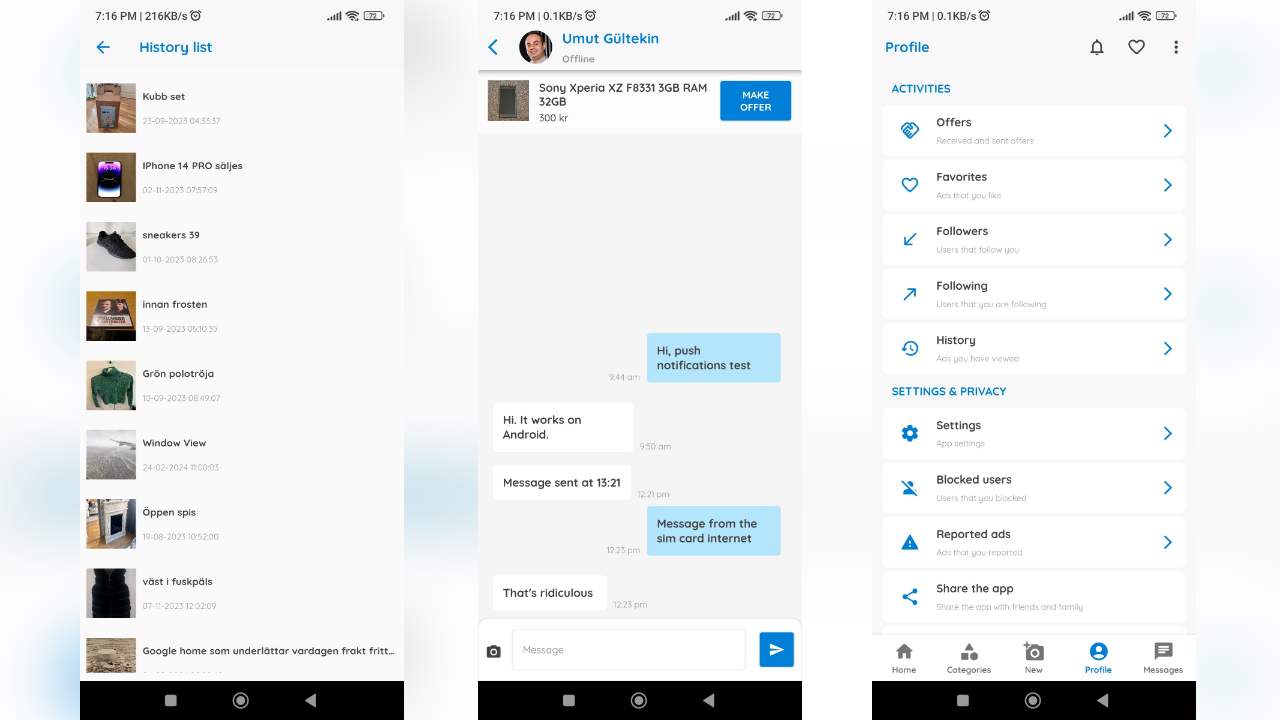 7:16 PM | 216KB/s
72
History list
Kubb set
23-09-2023 04:33:37
IPhone 14 PRO säljes
02-11-2023 07:57:09
sneakers 39
01-10-2023 08:26:53
innan frosten
13-09-2023 05:10:35
Grön polotröja
10-09-2023 08:49:07
Window View
24-02-2024 11:00:03
Öppen spis
19-08-2023 10:52:00
väst i fuskpäls
07-11-2023 12:02:09
Google home som underlättar vardagen frakt fritt...
7:16 PM | 0.1KB/s
72
Umut Gültekin
Offline
Sony Xperia XZ F8331 3GB RAM
32GB
300 kr
MAKE
OFFER
Hi, push
notifications test
9:44 am
Hi. It works on
Android.
9:50 am
Message sent at 13:21
12:21 pm
Message from the
sim card internet
12:23 pm
That's ridiculous
12:23 pm
Message
7:16 PM | 0.1KB/s
72
Profile
ACTIVITIES
Offers
Received and sent offers
Favorites
Ads that you like
Followers
Users that follow you
Following
Users that you are following
History
Ads you have viewed
SETTINGS & PRIVACY
Settings
App settings
Blocked users
Users that you blocked
Reported ads
Ads that you reported
Share the app
Share the app with friends and family
Home
Categories
New
Profile
Messages